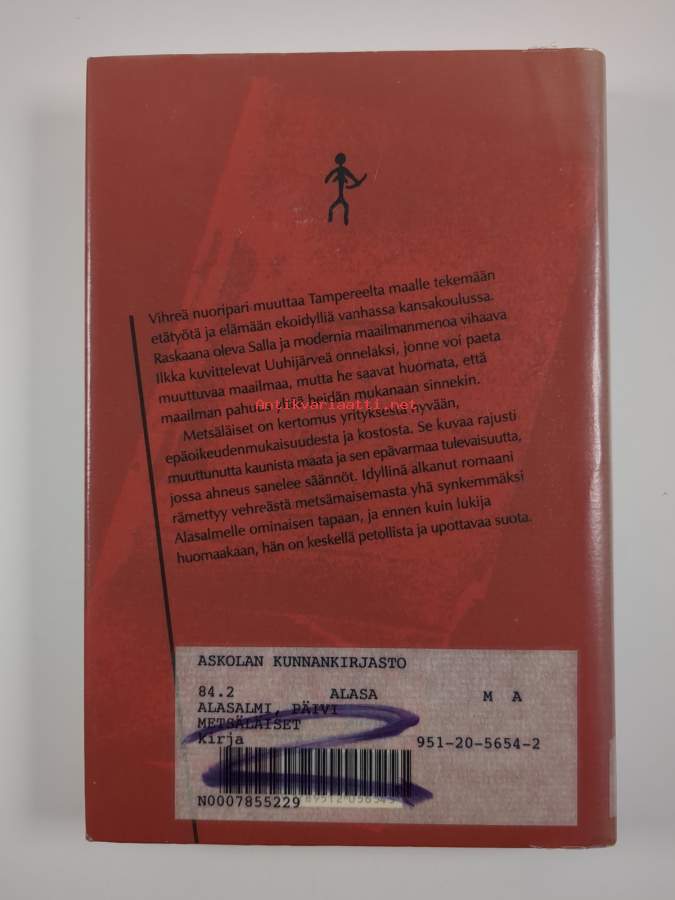 Vihreä nuoripari muuttaa Tampereelta maalle tekemään
etätyötä ja elämään ekoidylliä vanhassa kansakoulussa.
Raskaana oleva Salla ja modernia maailmanmenoa vihaava
Ilkka kuvittelevat Uuhijärveä onnelaksi, jonne voi paeta
muuttuvaa maailmaa, mutta he saavat huomata, että
maailman pahuus heidän mukanaan sinnekin.
Antikvariaatti.net
Metsäläiset on kertomus yrityksestä hyvään,
epäoikeudenmukaisuudesta ja kostosta. Se kuvaa rajusti
muuttunutta kaunista maata ja sen epävarmaa tulevaisuutta,
jossa ahneus sanelee säännöt. Idyllinä alkanut romaani
rämettyy vehreästä metsämaisemasta yhä synkemmäksi
Alasalmelle ominaisen tapaan, ja ennen kuin lukija
huomaakaan, hän on keskellä petollista ja upottavaa suota.
ASKOLAN KUNNANKIRJASTO
84.2 ALASA M A
ALASALMI, PÄIVI
METSÄLÄISET
kirja 951-20-5654-2
N0007855229